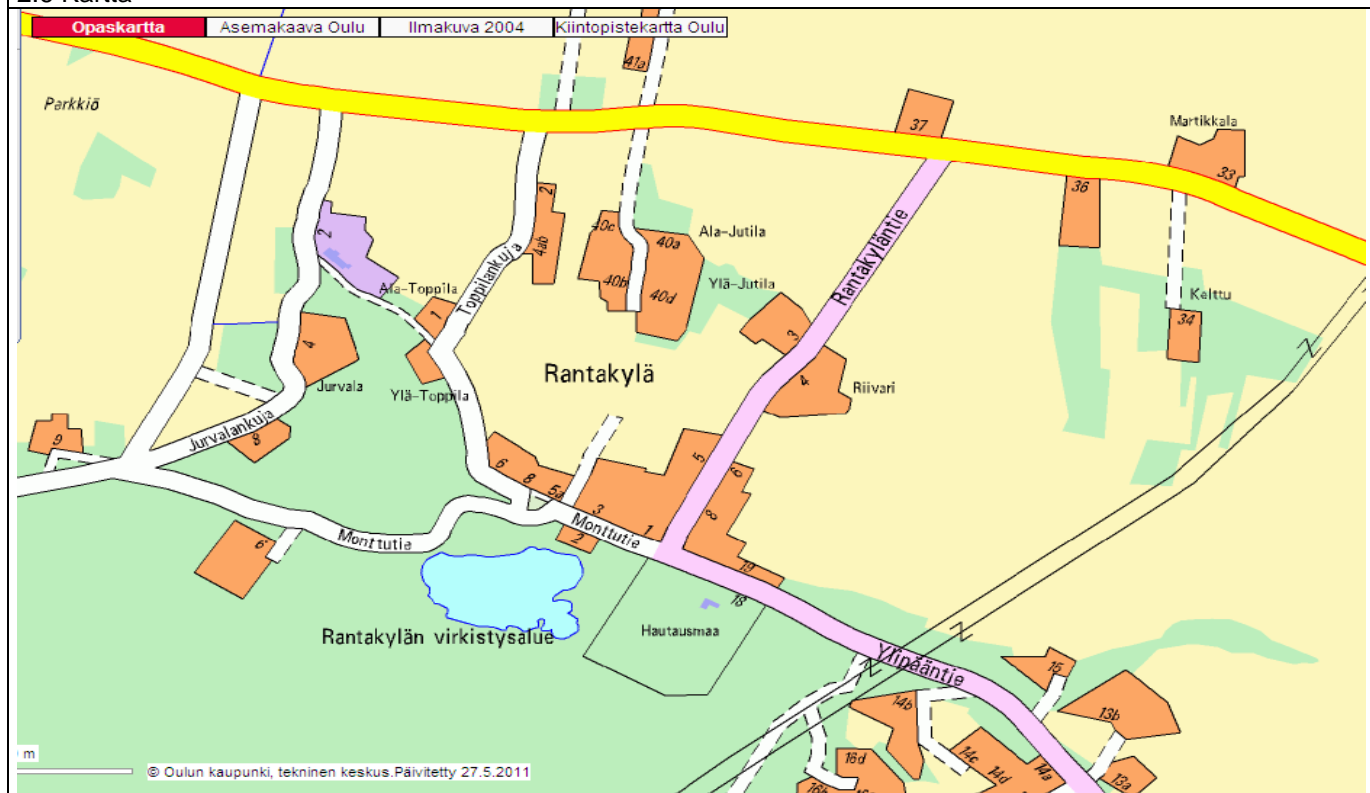 Opaskartta
Asemakaava Oulu
Ilmakuva 2004
Kiintopistekartta Oulu
41a
Parkkiö
37
Martikkala
33
36
2
2
4ab
40c
40a
Ala-Jutila
40b
40d
Ylä-Jutila
Rantakyläntie
Toppilankuja
Ala-Toppila
1
Kelttu
34
3
4
Jurvala
Ylä-Toppila
Rantakylä
4
Riivari
Jurvalankuja
9
8
6
8
5a
3
1
5
6
8
2
Monttutie
Monttutie
6
19
18
Hautausmaa
Rantakylän virkistysalue
Ylipääntie
15
14b
13b
14c
14d
14a
13a
16d
m
© Oulun kaupunki, tekninen keskus.Päivitetty 27.5.2011